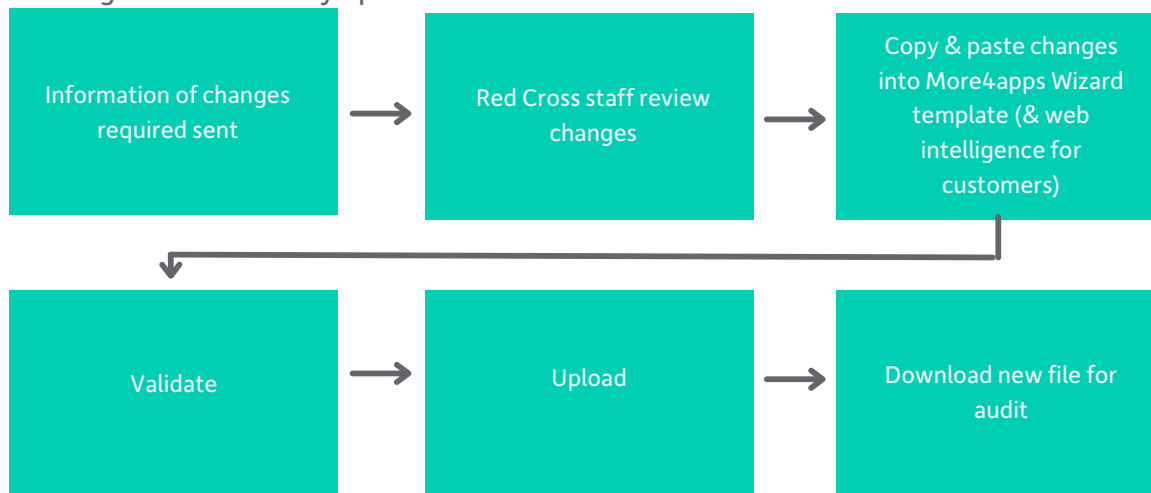 Information of changes
required sent
Red Cross staff review
changes
Copy & paste changes
into More4apps Wizard
template (& web
intelligence for
customers)
Validate
Upload
Download new file for
audit